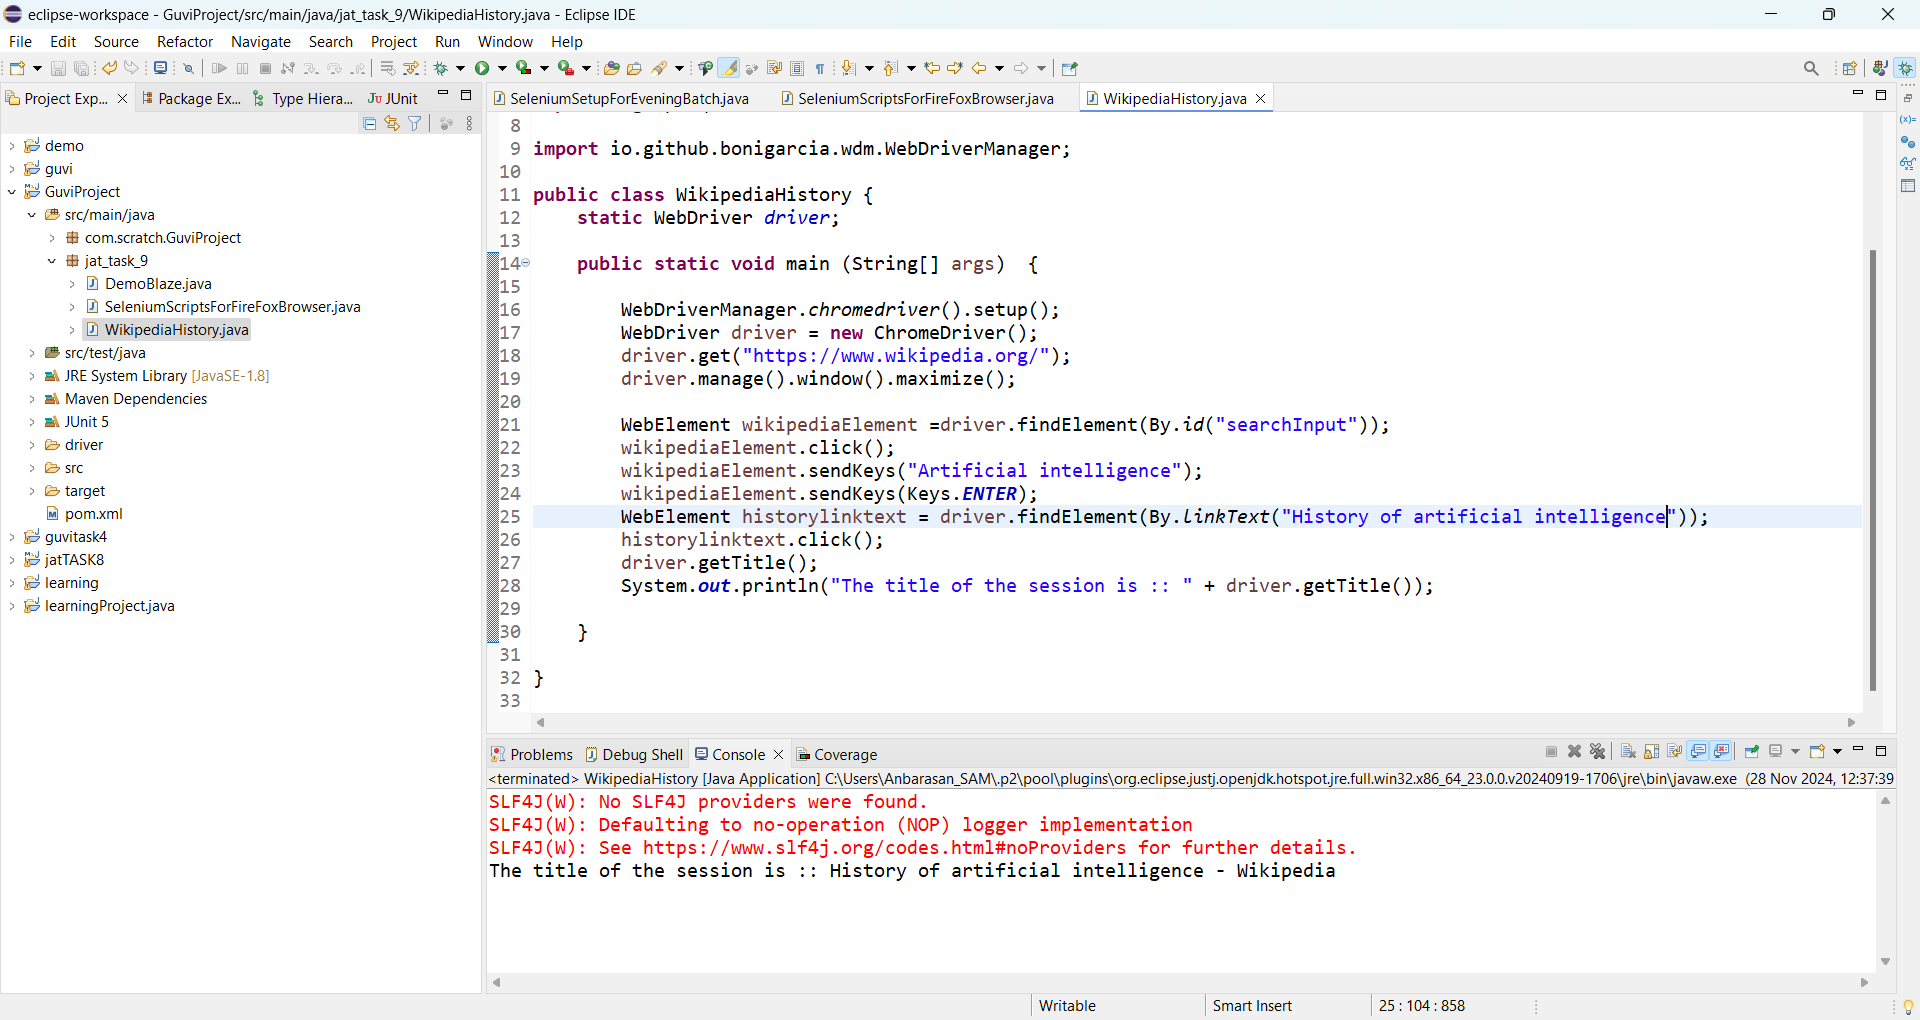 eclipse-workspace - GuviProject/src/main/java/jat_task_9/WikipediaHistory.java - Eclipse IDE
File Edit Source Refactor Navigate Search Project Run Window Help
Project Exp... Package Ex... Type Hiera... JUnit
demo
guvi
GuviProject
src/main/java
com.scratch.GuviProject
jat_task_9
DemoBlaze.java
SeleniumScriptsForFireFoxBrowser.java
WikipediaHistory.java
src/test/java
JRE System Library [JavaSE-1.8]
Maven Dependencies
JUnit 5
driver
src
target
pom.xml
guvitask4
jatTASK8
learning
learningProject.java
SeleniumSetupForEveningBatch.java SeleniumScriptsForFireFoxBrowser.java WikipediaHistory.java
8
9 import io.github.bonigarcia.wdm.WebDriverManager;
10
11 public class WikipediaHistory {
12 static WebDriver driver;
13
14 public static void main (String[] args) {
15
16 WebDriverManager.chromedriver().setup();
17 WebDriver driver = new ChromeDriver();
18 driver.get("https://www.wikipedia.org/");
19 driver.manage().window().maximize();
20
21 WebElement wikipediaElement =driver.findElement(By.id("searchInput"));
22 wikipediaElement.click();
23 wikipediaElement.sendKeys("Artificial intelligence");
24 wikipediaElement.sendKeys(Keys.ENTER);
25 WebElement historylinktext = driver.findElement(By.linkText("History of artificial intelligence"));
26 historylinktext.click();
27 driver.getTitle();
28 System.out.println("The title of the session is :: " + driver.getTitle());
29
30 }
31
32 }
33
Problems Debug Shell Console Coverage
<terminated> WikipediaHistory [Java Application] C:\Users\Anbarasan_SAM\.p2\pool\plugins\org.eclipse.justj.openjdk.hotspot.jre.full.win32.x86_64_23.0.0.v20240919-1706\jre\bin\javaw.exe (28 Nov 2024, 12:37:39
SLF4J(W): No SLF4J providers were found.
SLF4J(W): Defaulting to no-operation (NOP) logger implementation
SLF4J(W): See https://www.slf4j.org/codes.html#noProviders for further details.
The title of the session is :: History of artificial intelligence - Wikipedia
Writable Smart Insert 25 : 104 : 858